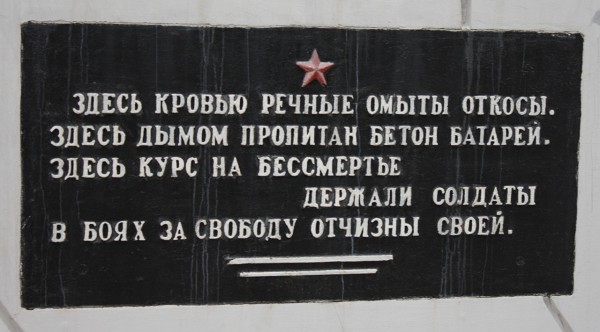 ЗДЕСЬ КРОВЬЮ РЕЧНЫЕ ОМЫТЫ ОТКОСЫ.
ЗДЕСЬ ДЫМОМ ПРОПИТАН БЕТОН БАТАРЕЙ.
ЗДЕСЬ КУРС НА БЕССМЕРТЬЕ
ДЕРЖАЛИ СОЛДАТЫ
В БОЯХ ЗА СВОБОДУ ОТЧИЗНЫ СВОЕЙ.